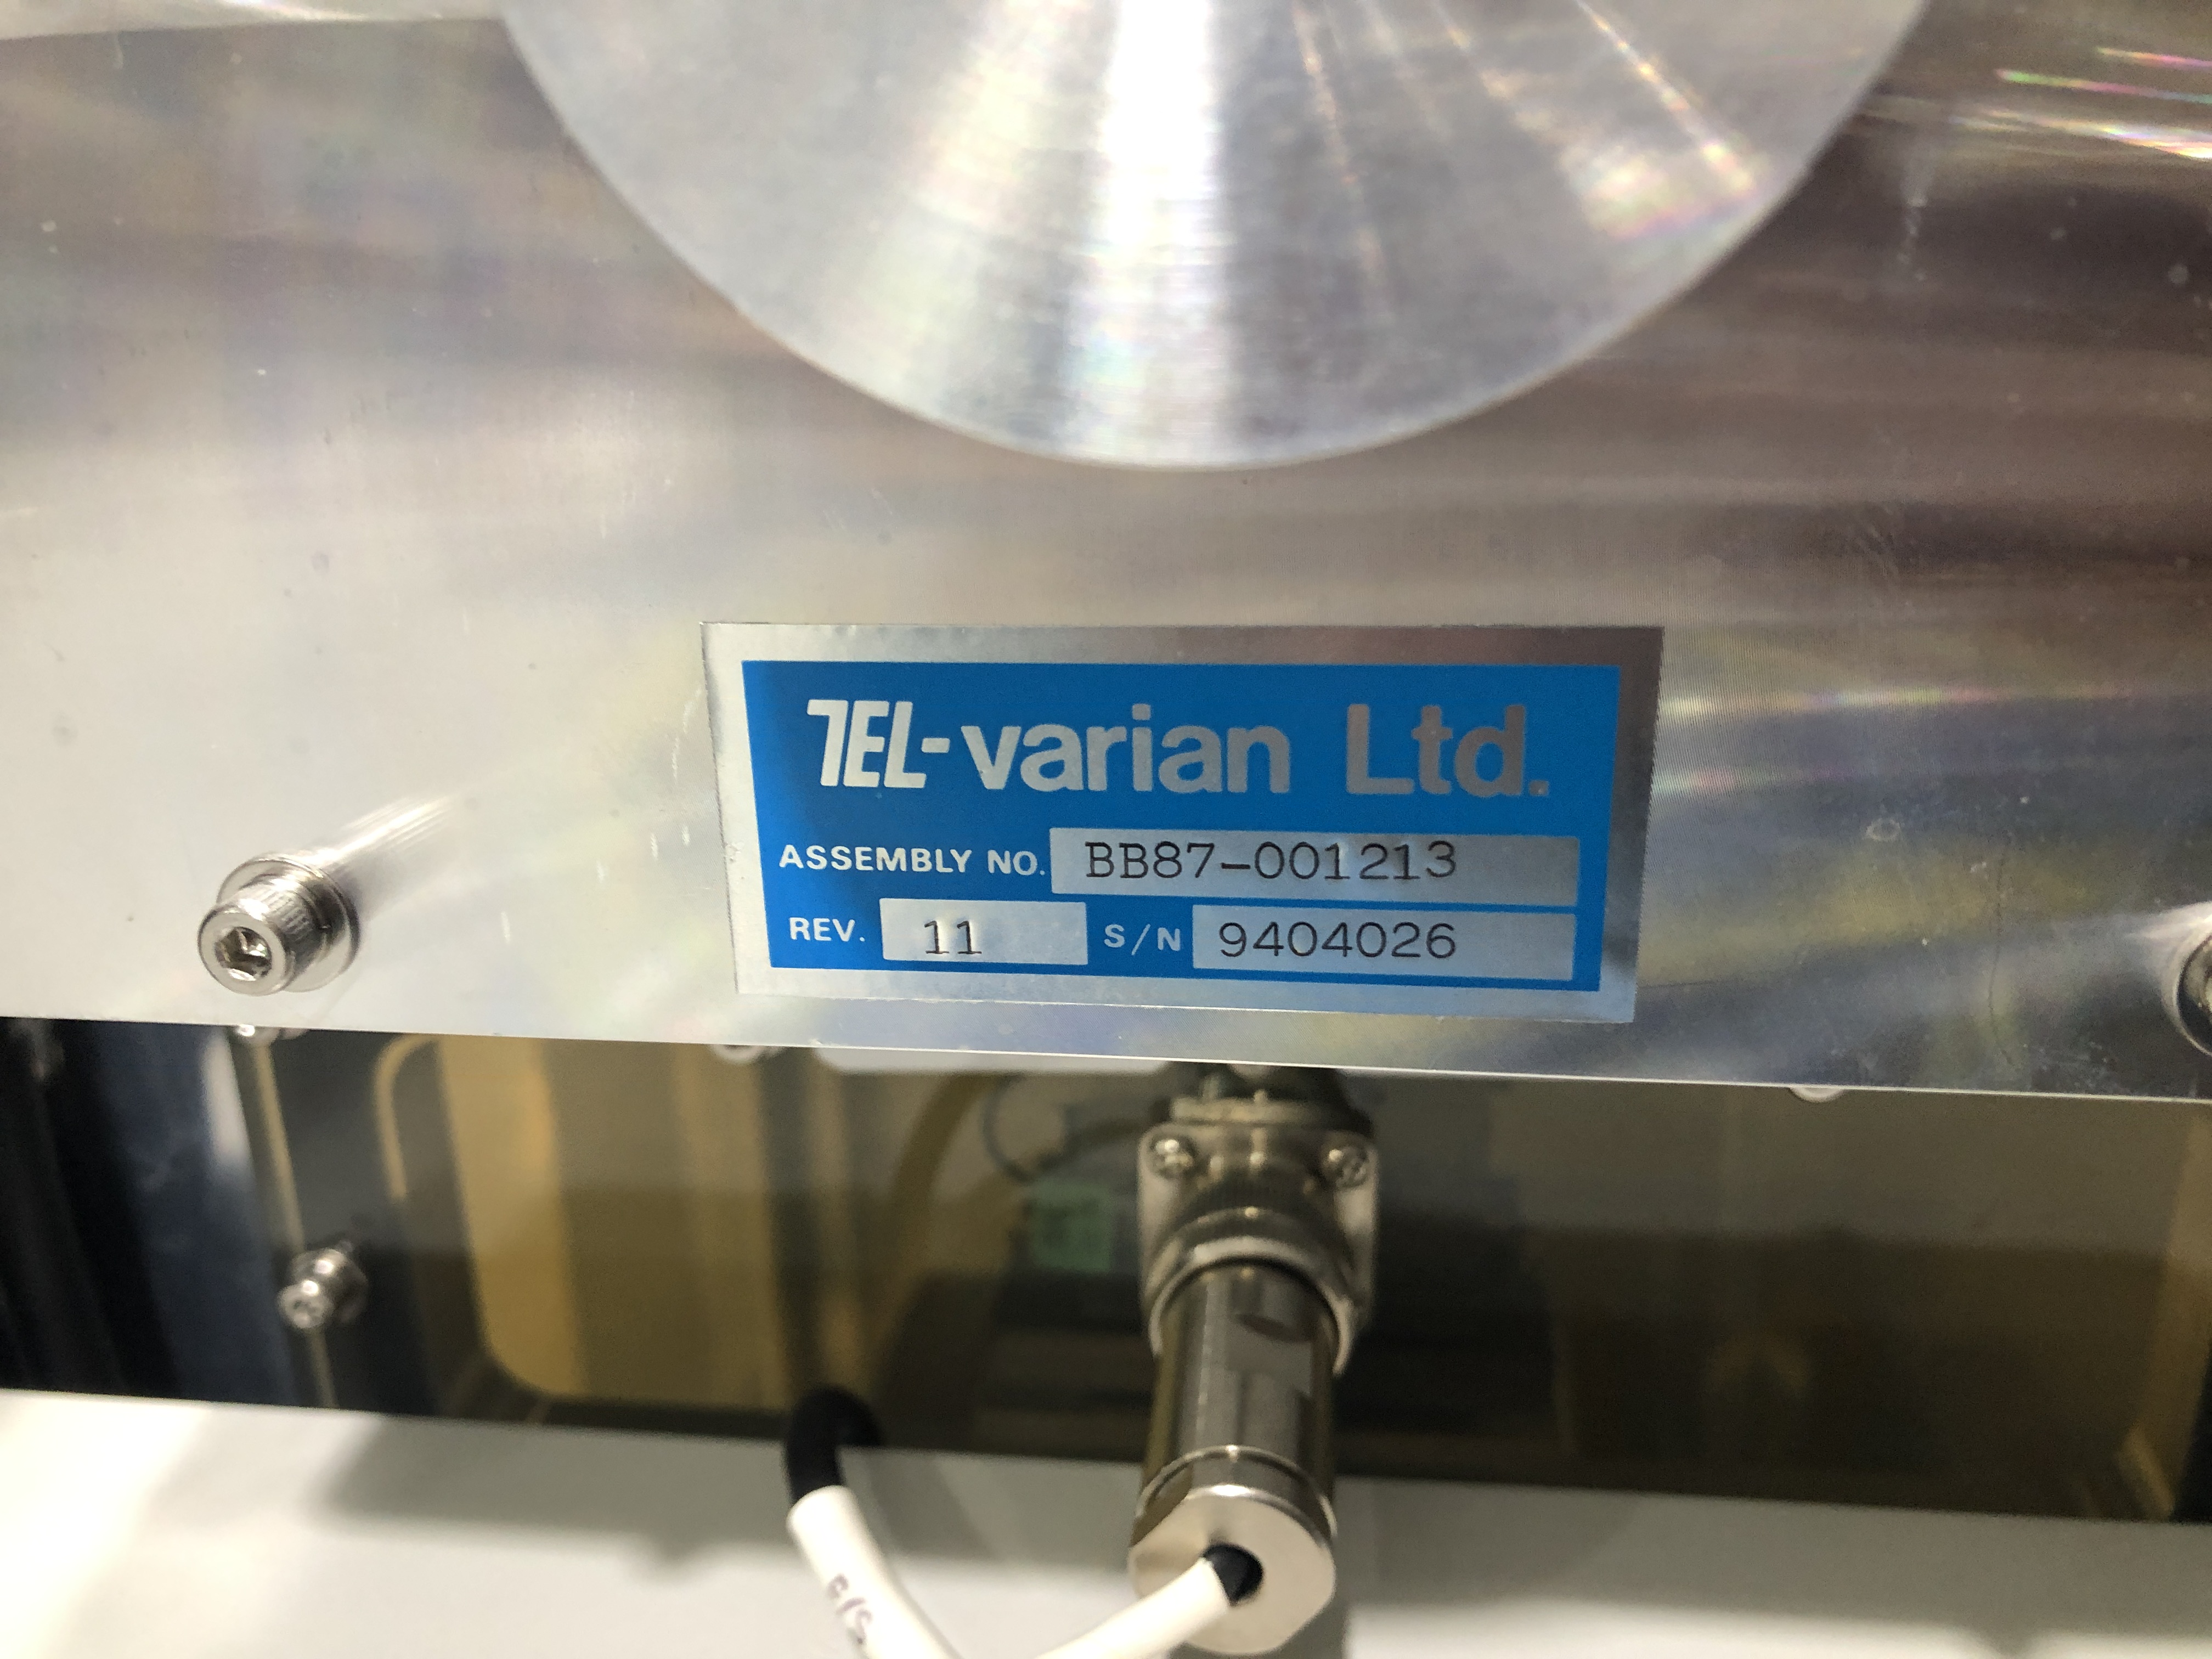 TEL-varian Ltd.
ASSEMBLY NO. BB87-001213
REV. 11 S/N 9404026